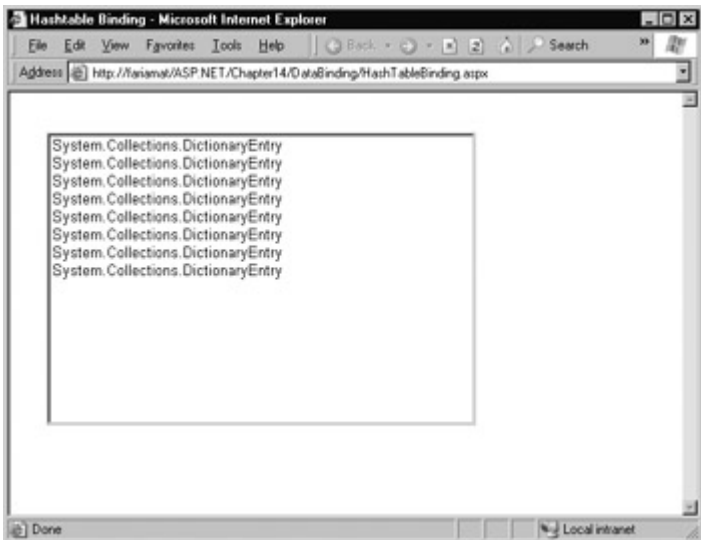 Hashtable Binding - Microsoft Internet Explorer
File Edit View Favorites Tools Help Back Search »
Address http://fariamat/ASP.NET/Chapter14/DataBinding/HashTableBinding.aspx
System.Collections.DictionaryEntry
System.Collections.DictionaryEntry
System.Collections.DictionaryEntry
System.Collections.DictionaryEntry
System.Collections.DictionaryEntry
System.Collections.DictionaryEntry
System.Collections.DictionaryEntry
System.Collections.DictionaryEntry
Done Local intranet